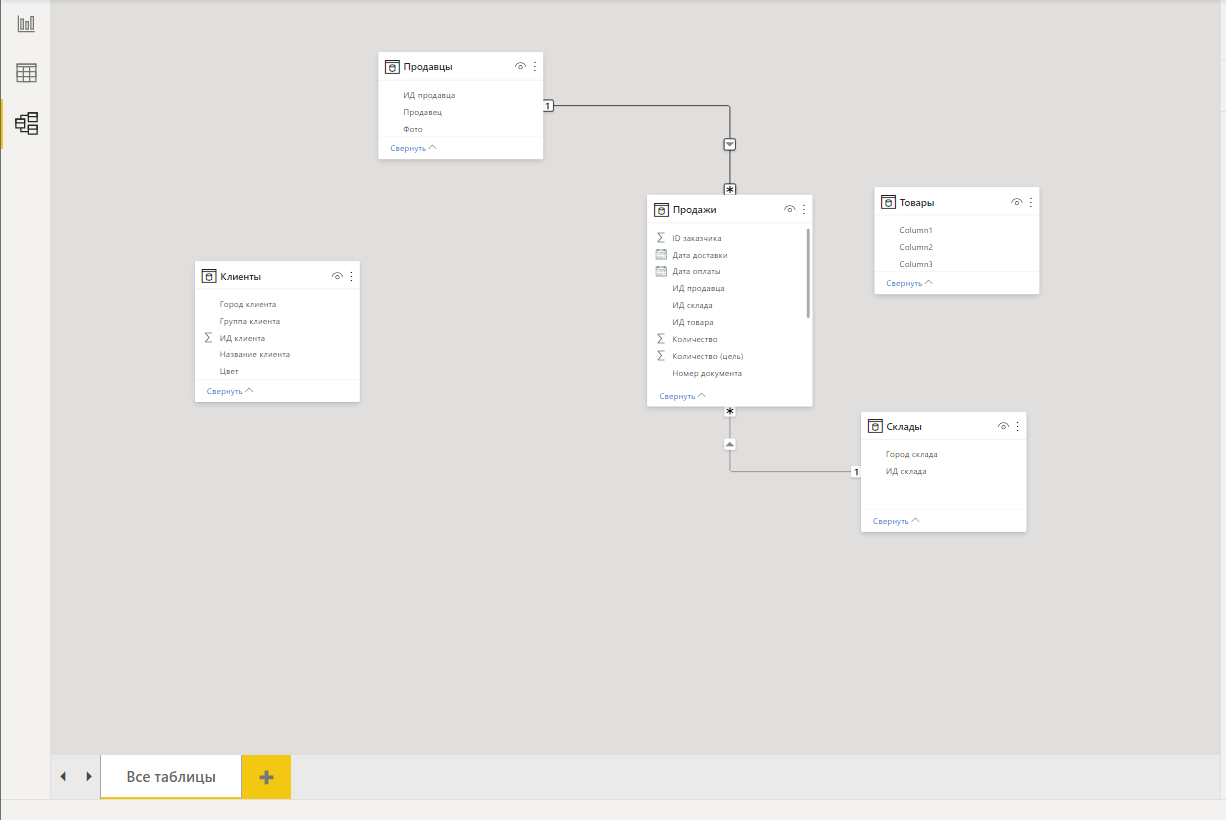 Продавцы
ИД продавца
Продавец
Фото
Свернуть
1
*
Продажи
ID заказчика
Дата доставки
Дата оплаты
ИД продавца
ИД склада
ИД товара
Количество
Количество (цель)
Номер документа
Свернуть
*
Товары
Column1
Column2
Column3
Свернуть
Клиенты
Город клиента
Группа клиента
ИД клиента
Название клиента
Цвет
Свернуть
1
Склады
Город склада
ИД склада
Свернуть
Все таблицы